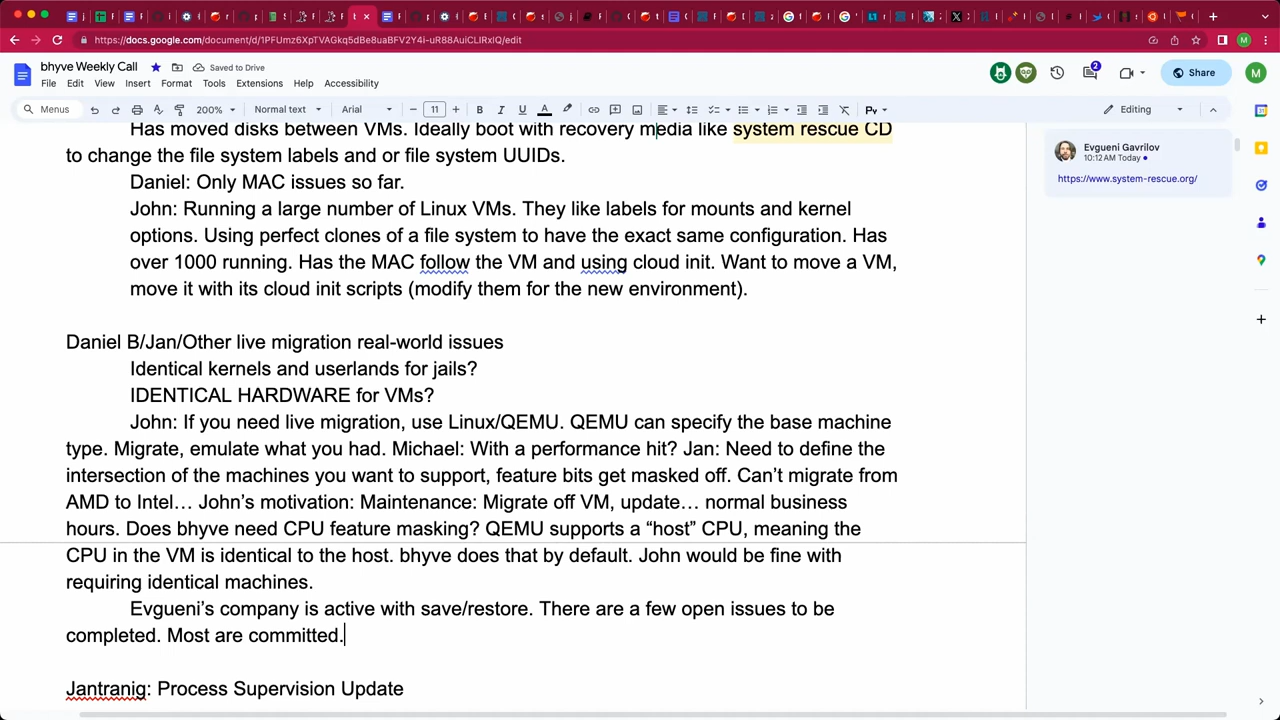 https://docs.google.com/document/d/1PFUmz6XpTVAGkq5dBe8uaBFV2Y4i-uR88AuiCLIRxIQ/edit
bhyve Weekly Call
Saved to Drive
File Edit View Insert Format Tools Extensions Help Accessibility
2
Share
M
Menus
200%
Normal text
Arial
11
Editing
Has moved disks between VMs. Ideally boot with recovery media like system rescue CD
to change the file system labels and or file system UUIDs.
Daniel: Only MAC issues so far.
John: Running a large number of Linux VMs. They like labels for mounts and kernel
options. Using perfect clones of a file system to have the exact same configuration. Has
over 1000 running. Has the MAC follow the VM and using cloud init. Want to move a VM,
move it with its cloud init scripts (modify them for the new environment).
Daniel B/Jan/Other live migration real-world issues
Identical kernels and userlands for jails?
IDENTICAL HARDWARE for VMs?
John: If you need live migration, use Linux/QEMU. QEMU can specify the base machine
type. Migrate, emulate what you had. Michael: With a performance hit? Jan: Need to define the
intersection of the machines you want to support, feature bits get masked off. Can’t migrate from
AMD to Intel… John’s motivation: Maintenance: Migrate off VM, update… normal business
hours. Does bhyve need CPU feature masking? QEMU supports a “host” CPU, meaning the
CPU in the VM is identical to the host. bhyve does that by default. John would be fine with
requiring identical machines.
Evgueni’s company is active with save/restore. There are a few open issues to be
completed. Most are committed.
Jantranig: Process Supervision Update
Evgueni Gavrilov
10:12 AM Today
https://www.system-rescue.org/